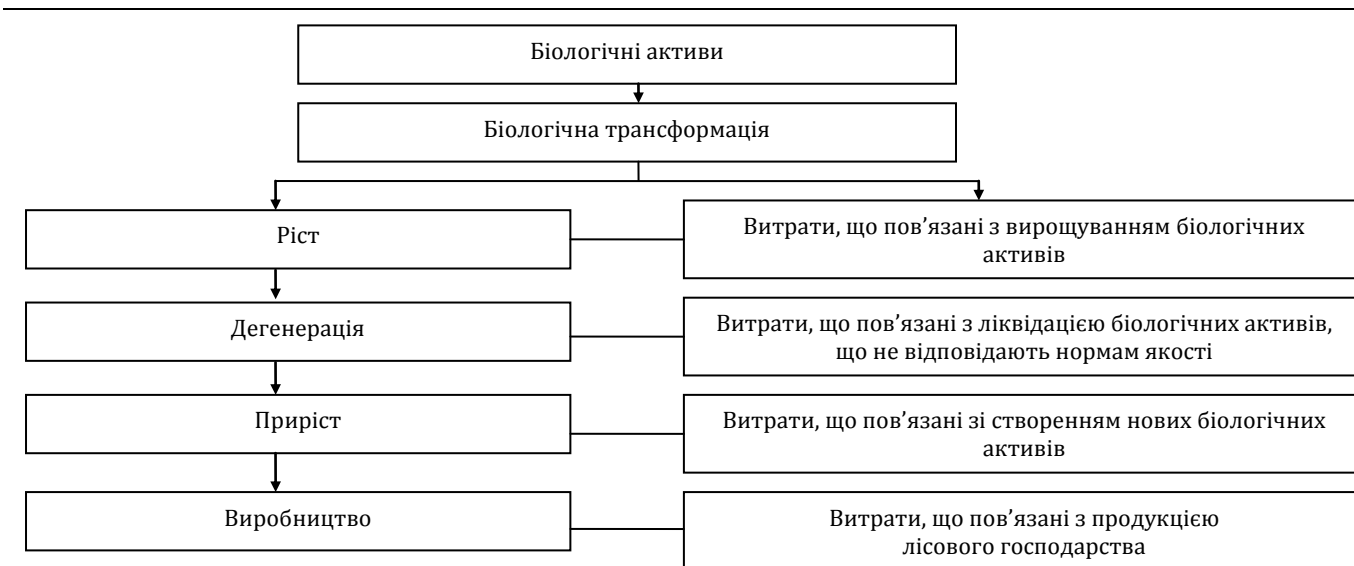 Біологічні активи
Біологічна трансформація
Ріст
Витрати, що пов’язані з вирощуванням біологічних
активів
Дегенерація
Витрати, що пов’язані з ліквідацією біологічних активів,
що не відповідають нормам якості
Приріст
Витрати, що пов’язані зі створенням нових біологічних
активів
Виробництво
Витрати, що пов’язані з продукцією
лісового господарства